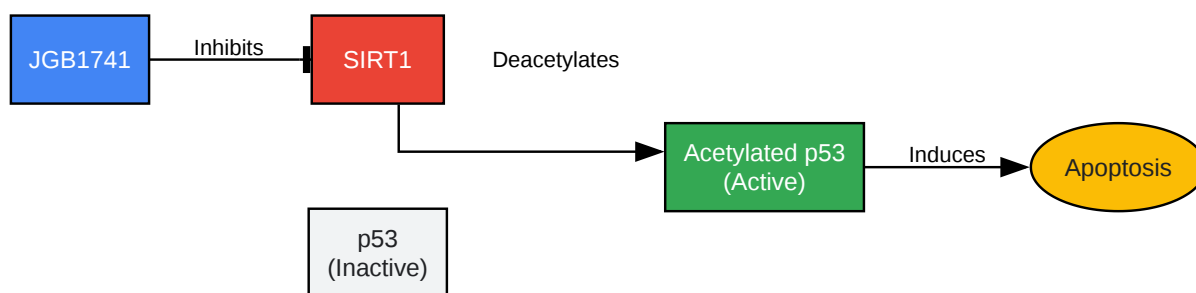 JGB1741
Inhibits
SIRT1
Deacetylates
Acetylated p53
(Active)
Induces
Apoptosis
p53
(Inactive)